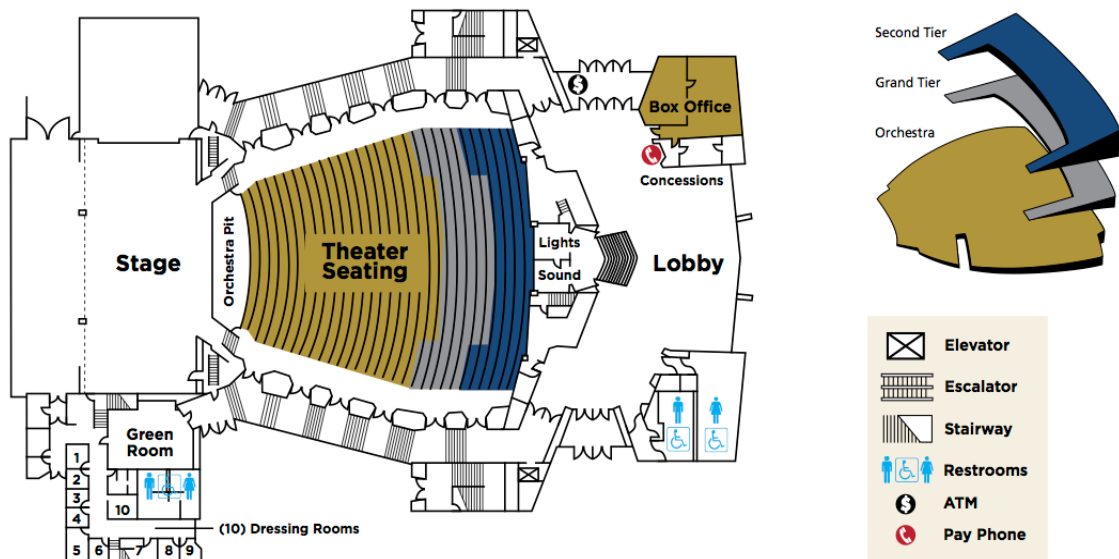 Second Tier
Grand Tier
Orchestra
Box Office
Concessions
Stage
Orchestra Pit
Theater
Seating
Lights
Sound
Lobby
Green
Room
1
2
3
4
5
6
7
8
9
10
(10) Dressing Rooms
Elevator
Escalator
Stairway
Restrooms
$
ATM
Pay Phone